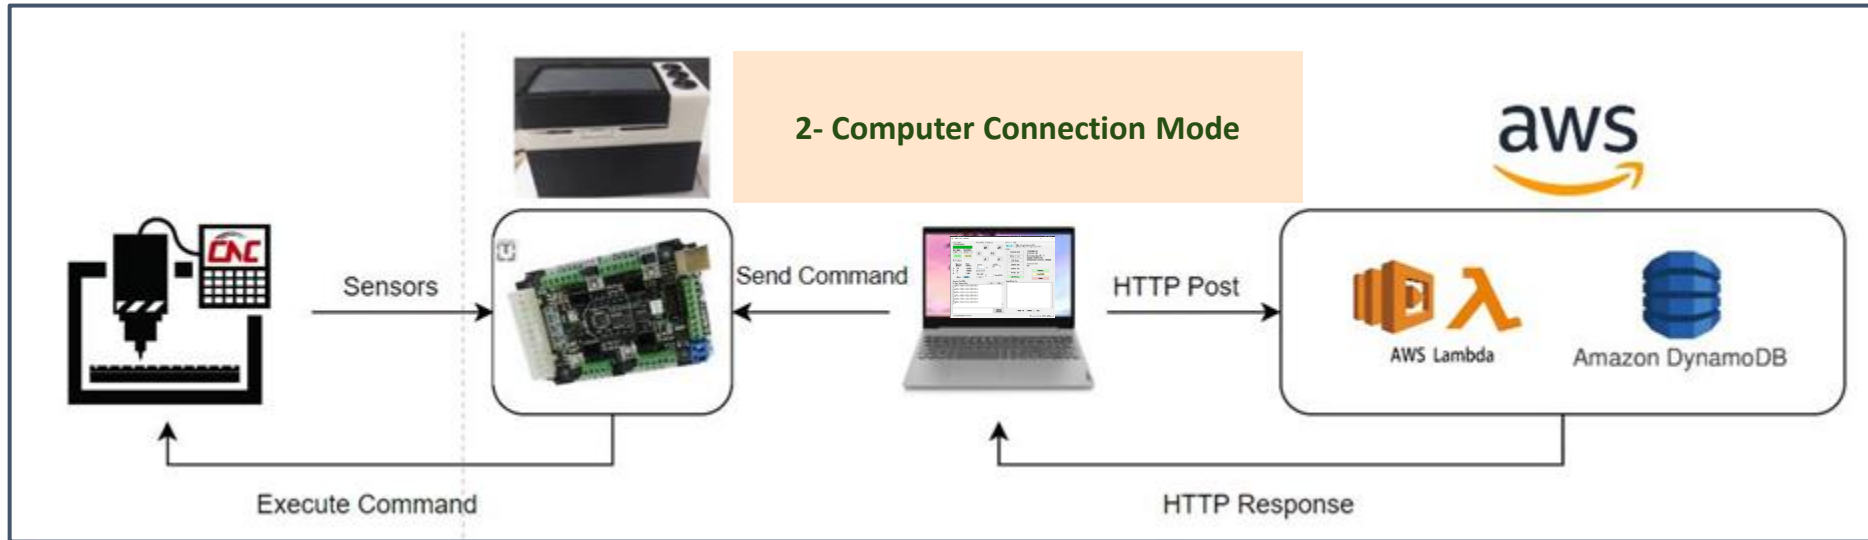 2- Computer Connection Mode
aws
CNC
Sensors
Send Command
HTTP Post
AWS Lambda
Amazon DynamoDB
Execute Command
HTTP Response